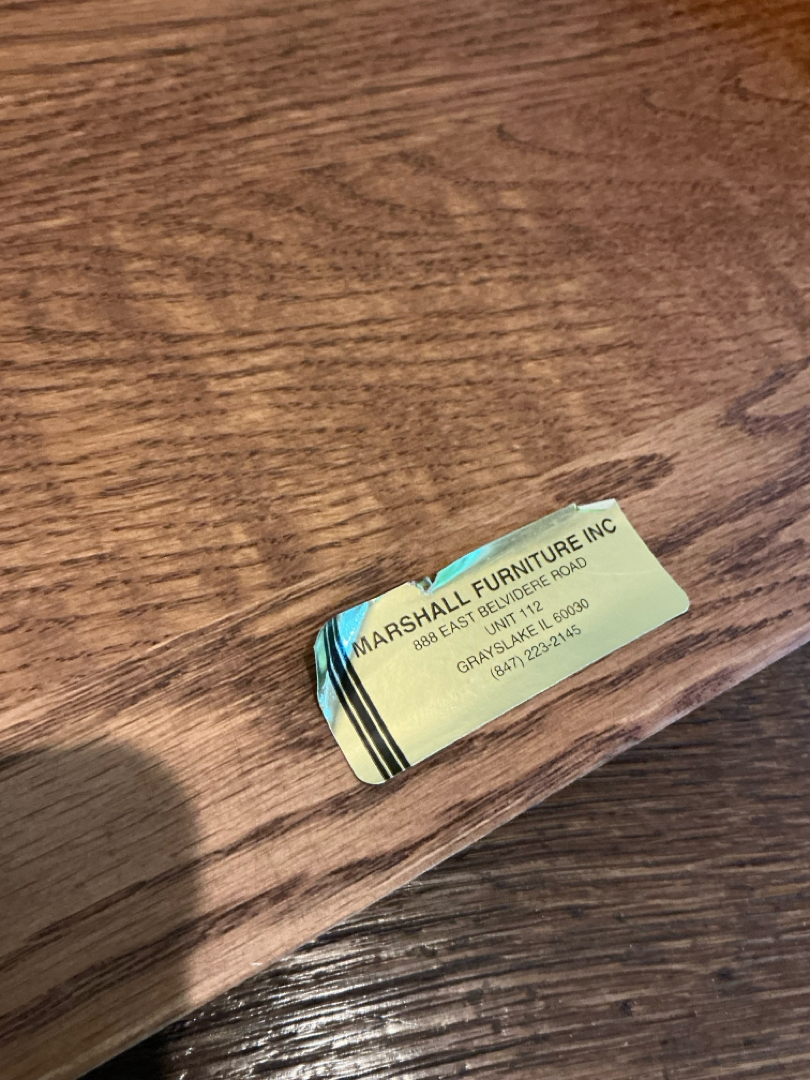 MARSHALL FURNITURE INC
888 EAST BELVIDERE ROAD
UNIT 112
GRAYSLAKE IL 60030
(847) 223-2145